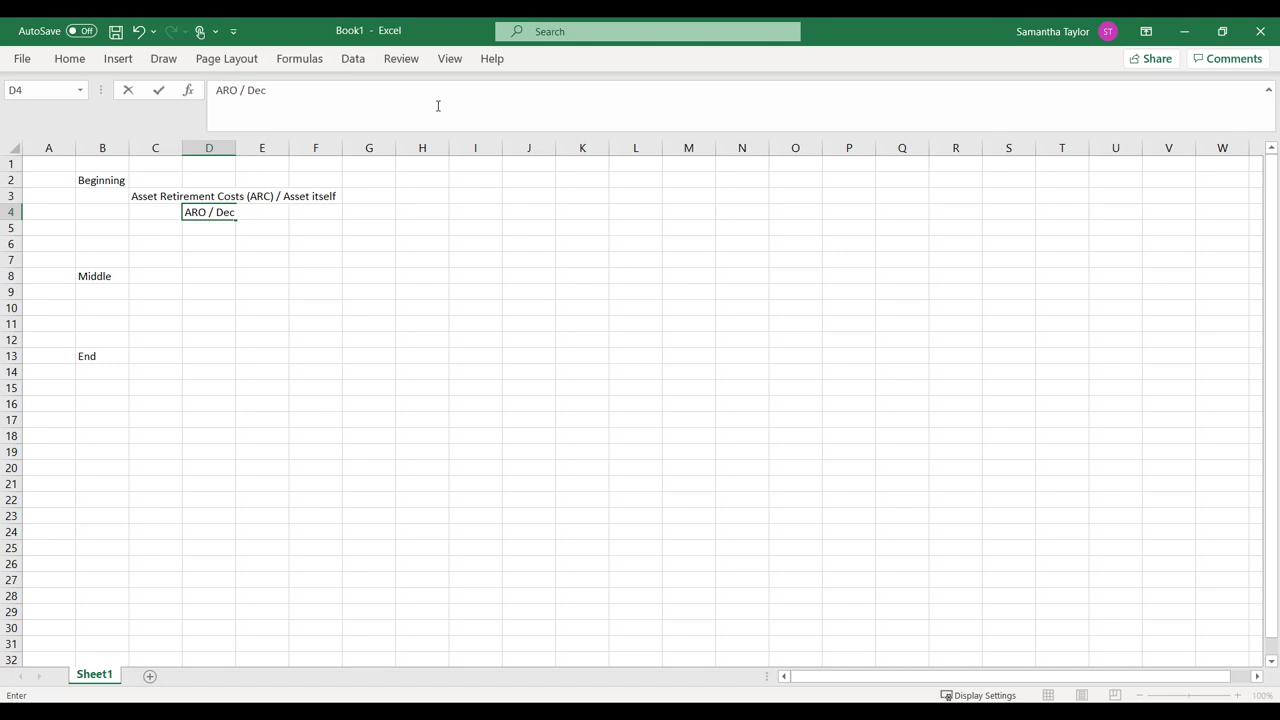 AutoSave Off
Book1 - Excel
Search
Samantha Taylor ST
File Home Insert Draw Page Layout Formulas Data Review View Help
Share Comments
D4
fx
ARO / Dec
A B C D E F G H I J K L M N O P Q R S T U V W
1
2 Beginning
3 Asset Retirement Costs (ARC) / Asset itself
4 ARO / Dec
5
6
7
8 Middle
9
10
11
12
13 End
14
15
16
17
18
19
20
21
22
23
24
25
26
27
28
29
30
31
32
Sheet1
Enter
Display Settings
100%